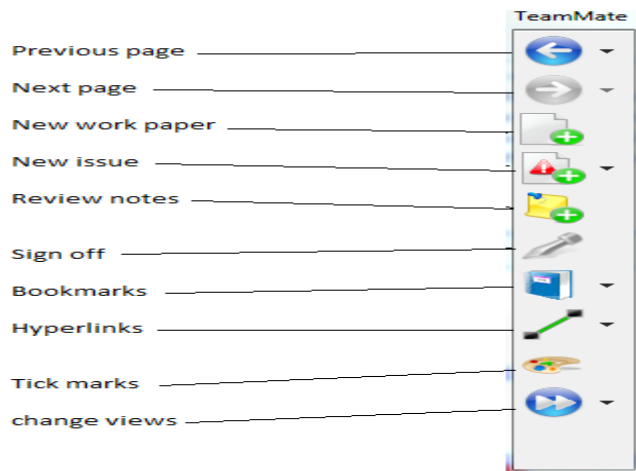 TeamMate
Previous page
Next page
New work paper
New issue
Review notes
Sign off
Bookmarks
Hyperlinks
Tick marks
change views